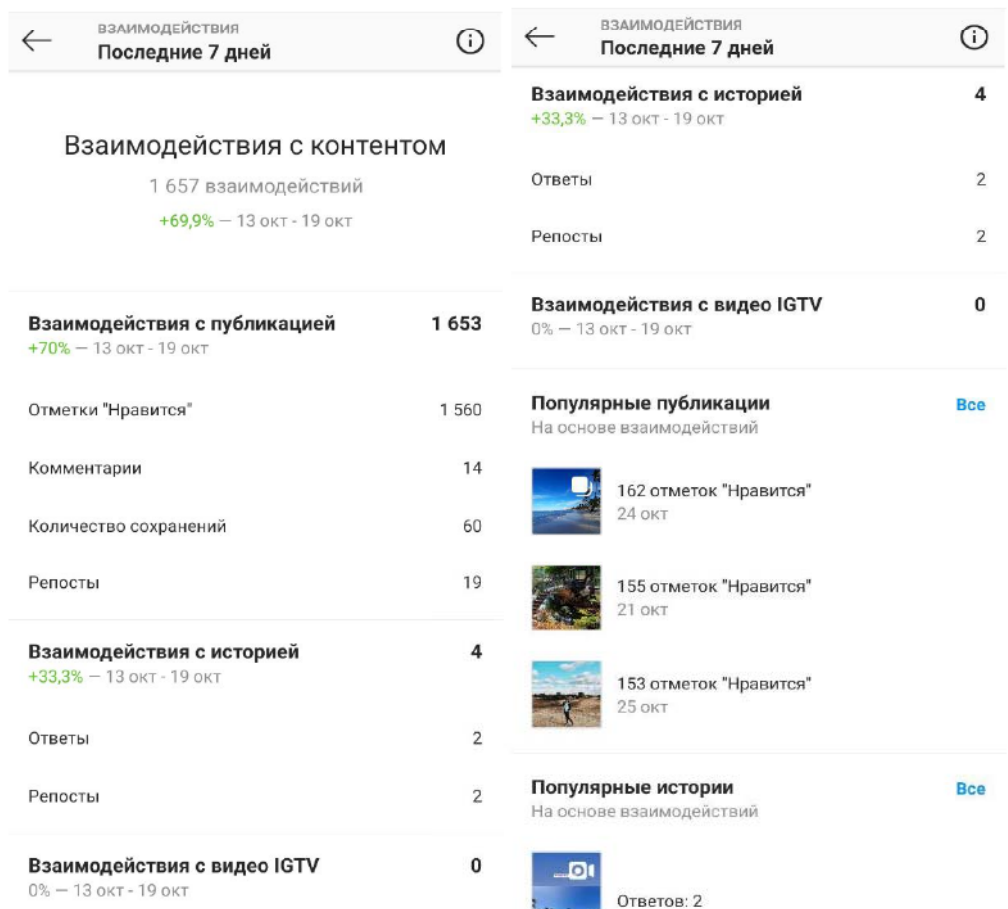 ВЗАИМОДЕЙСТВИЯ
Последние 7 дней
Взаимодействия с контентом
1 657 взаимодействий
+69,9% — 13 окт - 19 окт
Взаимодействия с публикацией 1 653
+70% — 13 окт - 19 окт
Отметки "Нравится" 1 560
Комментарии 14
Количество сохранений 60
Репосты 19
Взаимодействия с историей 4
+33,3% — 13 окт - 19 окт
Ответы 2
Репосты 2
Взаимодействия с видео IGTV 0
0% — 13 окт - 19 окт
ВЗАИМОДЕЙСТВИЯ
Последние 7 дней
Взаимодействия с историей 4
+33,3% — 13 окт - 19 окт
Ответы 2
Репосты 2
Взаимодействия с видео IGTV 0
0% — 13 окт - 19 окт
Популярные публикации Все
На основе взаимодействий
162 отметок "Нравится"
24 окт
155 отметок "Нравится"
21 окт
153 отметок "Нравится"
25 окт
Популярные истории Все
На основе взаимодействий
Ответов: 2